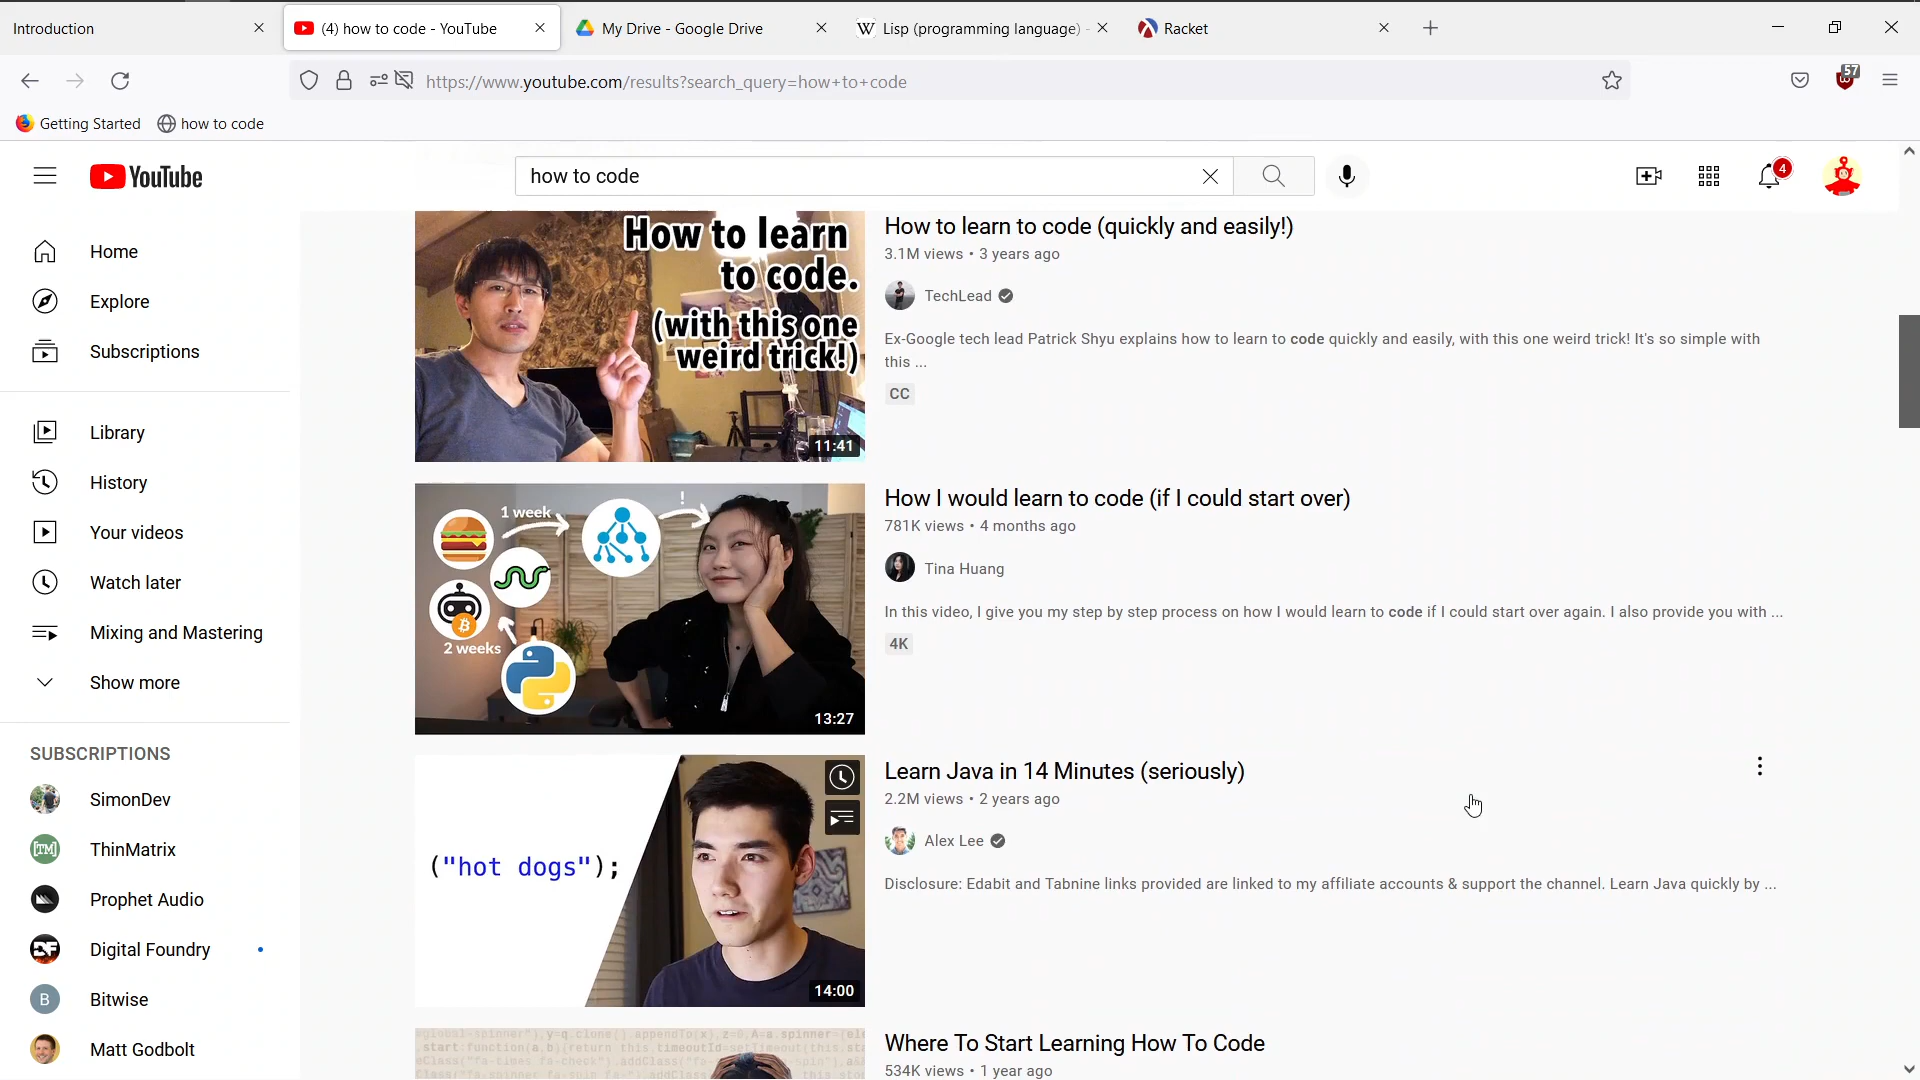 Introduction
(4) how to code - YouTube
My Drive - Google Drive
W Lisp (programming language) -
Racket
https://www.youtube.com/results?search_query=how+to+code
57
Getting Started
how to code
YouTube
how to code
4
Home
Explore
Subscriptions
Library
History
Your videos
Watch later
Mixing and Mastering
Show more
SUBSCRIPTIONS
SimonDev
[TM] ThinMatrix
Prophet Audio
DF Digital Foundry
B Bitwise
Matt Godbolt
How to learn
to code.
(with this one
weird trick!)
11:41
How to learn to code (quickly and easily!)
3.1M views • 3 years ago
TechLead
Ex-Google tech lead Patrick Shyu explains how to learn to code quickly and easily, with this one weird trick! It's so simple with
this ...
CC
1 week
!
2 weeks
13:27
How I would learn to code (if I could start over)
781K views • 4 months ago
Tina Huang
In this video, I give you my step by step process on how I would learn to code if I could start over again. I also provide you with ...
4K
("hot dogs");
14:00
Learn Java in 14 Minutes (seriously)
2.2M views • 2 years ago
Alex Lee
Disclosure: Edabit and Tabnine links provided are linked to my affiliate accounts & support the channel. Learn Java quickly by ...
Where To Start Learning How To Code
534K views • 1 year ago